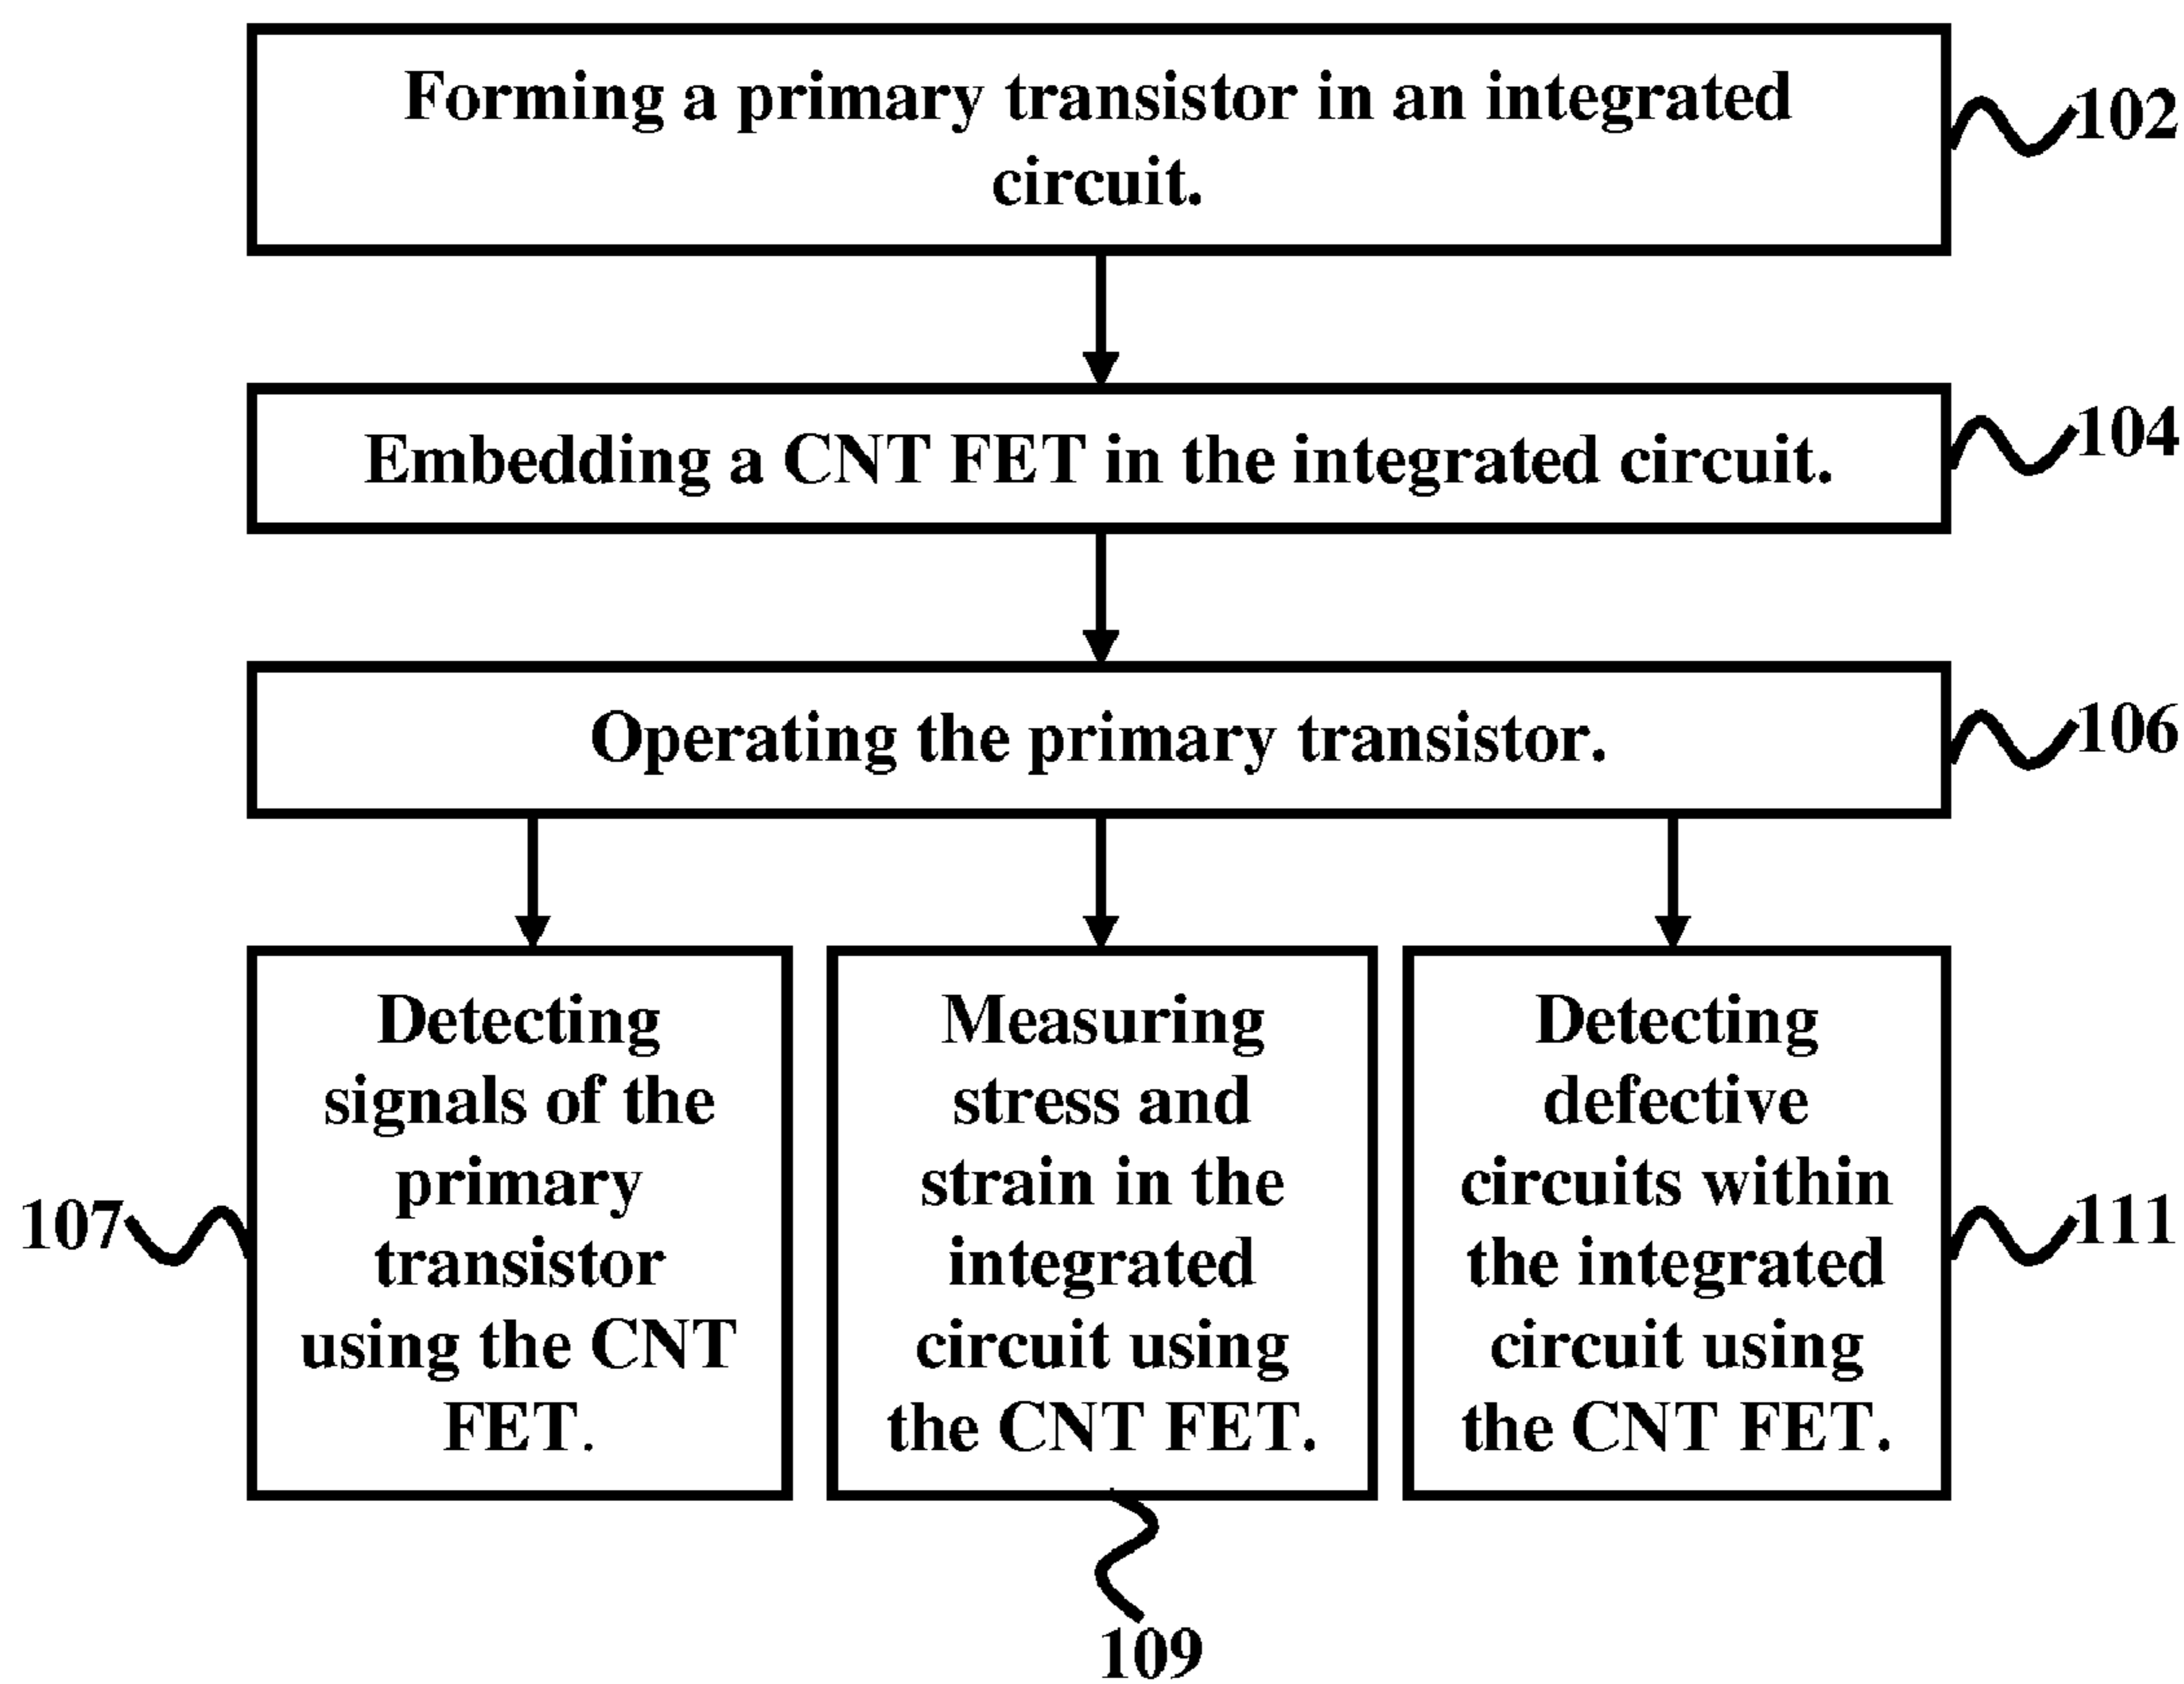 Forming a primary transistor in an integrated
circuit.
102
Embedding a CNT FET in the integrated circuit.
104
Operating the primary transistor.
106
Detecting
signals of the
primary
transistor
using the CNT
FET.
107
Measuring
stress and
strain in the
integrated
circuit using
the CNT FET.
109
Detecting
defective
circuits within
the integrated
circuit using
the CNT FET.
111